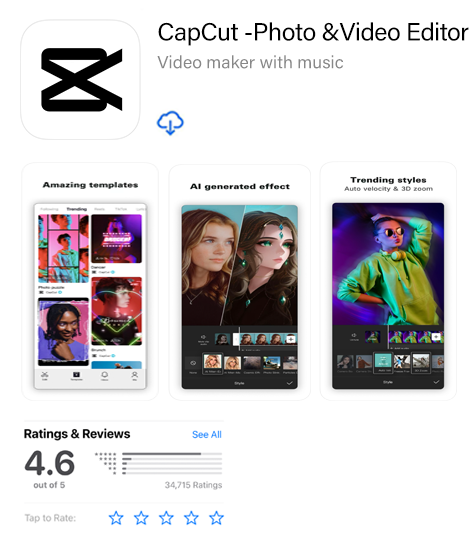 CapCut -Photo &Video Editor
Video maker with music
Amazing templates
Trending
Photo puzzle
CapCut
AI generated effect
Style
Trending styles
Auto velocity & 3D zoom
Style
Ratings & Reviews
See All
4.6
out of 5
34,715 Ratings
Tap to Rate: